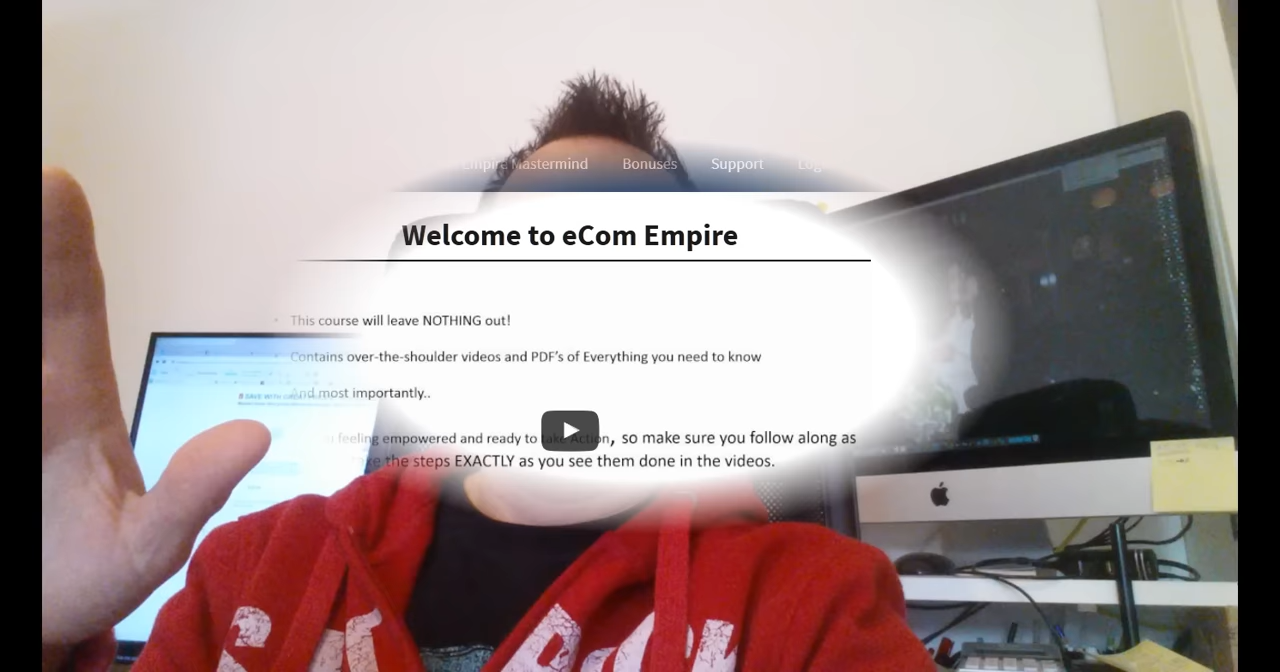 Empire Mastermind Bonuses Support Log
Welcome to eCom Empire
This course will leave NOTHING out!
Contains over-the-shoulder videos and PDF's of Everything you need to know
And most importantly..
feeling empowered and ready to take Action, so make sure you follow along as
the steps EXACTLY as you see them done in the videos.